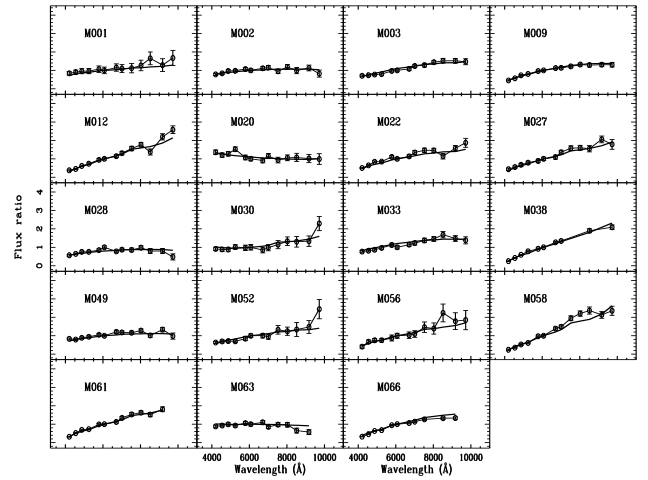 M001 M002 M003 M009
M012 M020 M022 M027
M028 M030 M033 M038
M049 M052 M056 M058
M061 M063 M066
Flux ratio
4
3
2
1
0
4000 6000 8000 10000 4000 6000 8000 10000
Wavelength (Å) Wavelength (Å)